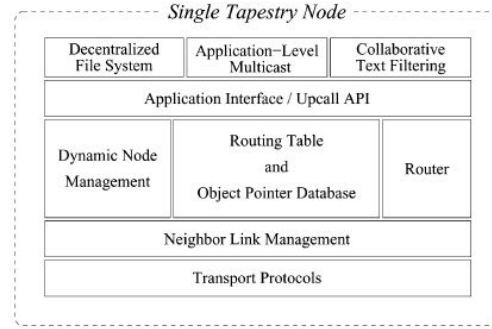 Single Tapestry Node
Decentralized
File System
Application-Level
Multicast
Collaborative
Text Filtering
Application Interface / Upcall API
Dynamic Node
Management
Routing Table
and
Object Pointer Database
Router
Neighbor Link Management
Transport Protocols